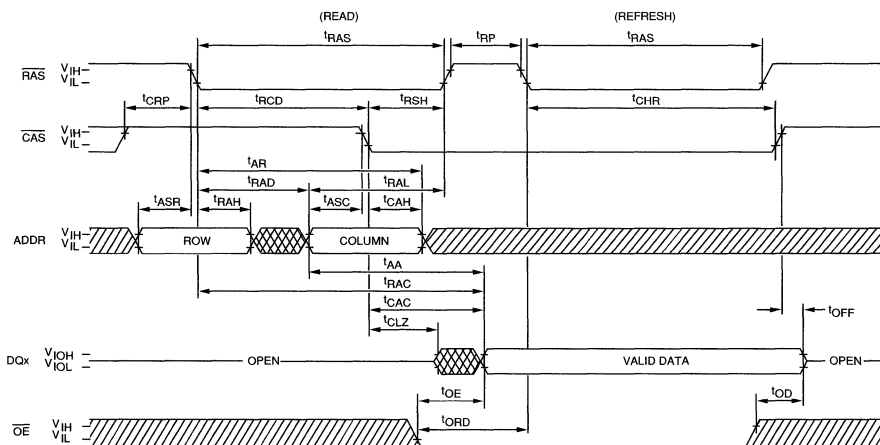 (READ) (REFRESH)
tRAS tRP tRAS
RAS VIH VIL
tCRP tRCD tRSH tCHR
CAS VIH VIL
tAR
tRAD tRAL
tASR tRAH tASC tCAH
ADDR VIH VIL ROW COLUMN
tAA
tRAC
tCAC
tCLZ tOFF
DQx VIOH VIOL OPEN VALID DATA OPEN
tOE tOD
tORD
OE VIH VIL